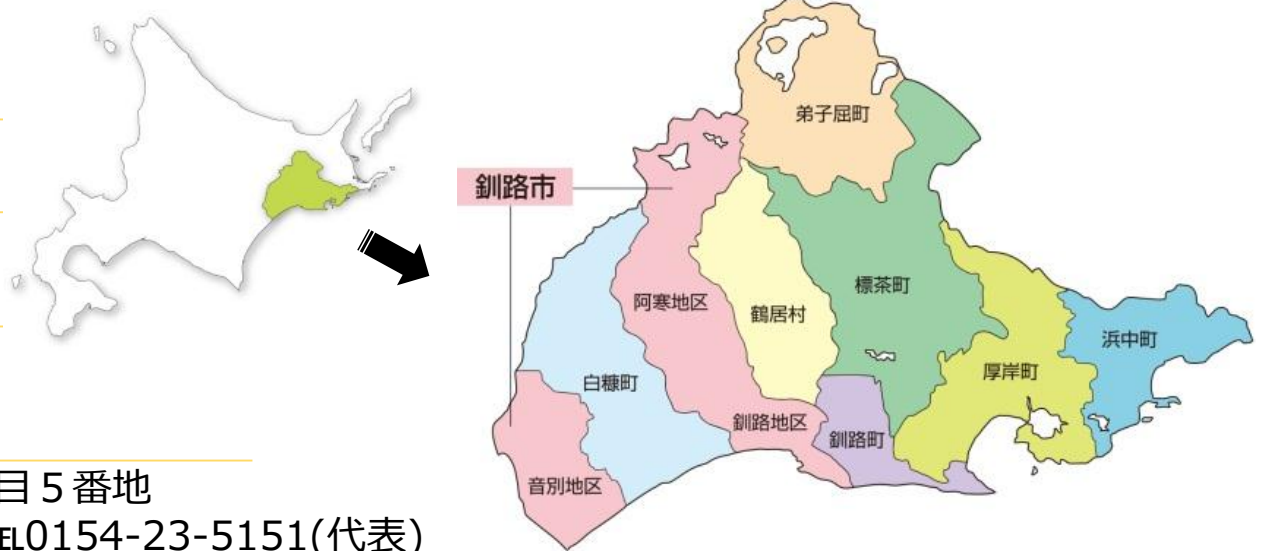 弟子屈町
釧路市
標茶町
阿寒地区
鶴居村
浜中町
厚岸町
白糠町
釧路地区
釧路町
音別地区
目５番地
℡0154-23-5151(代表)